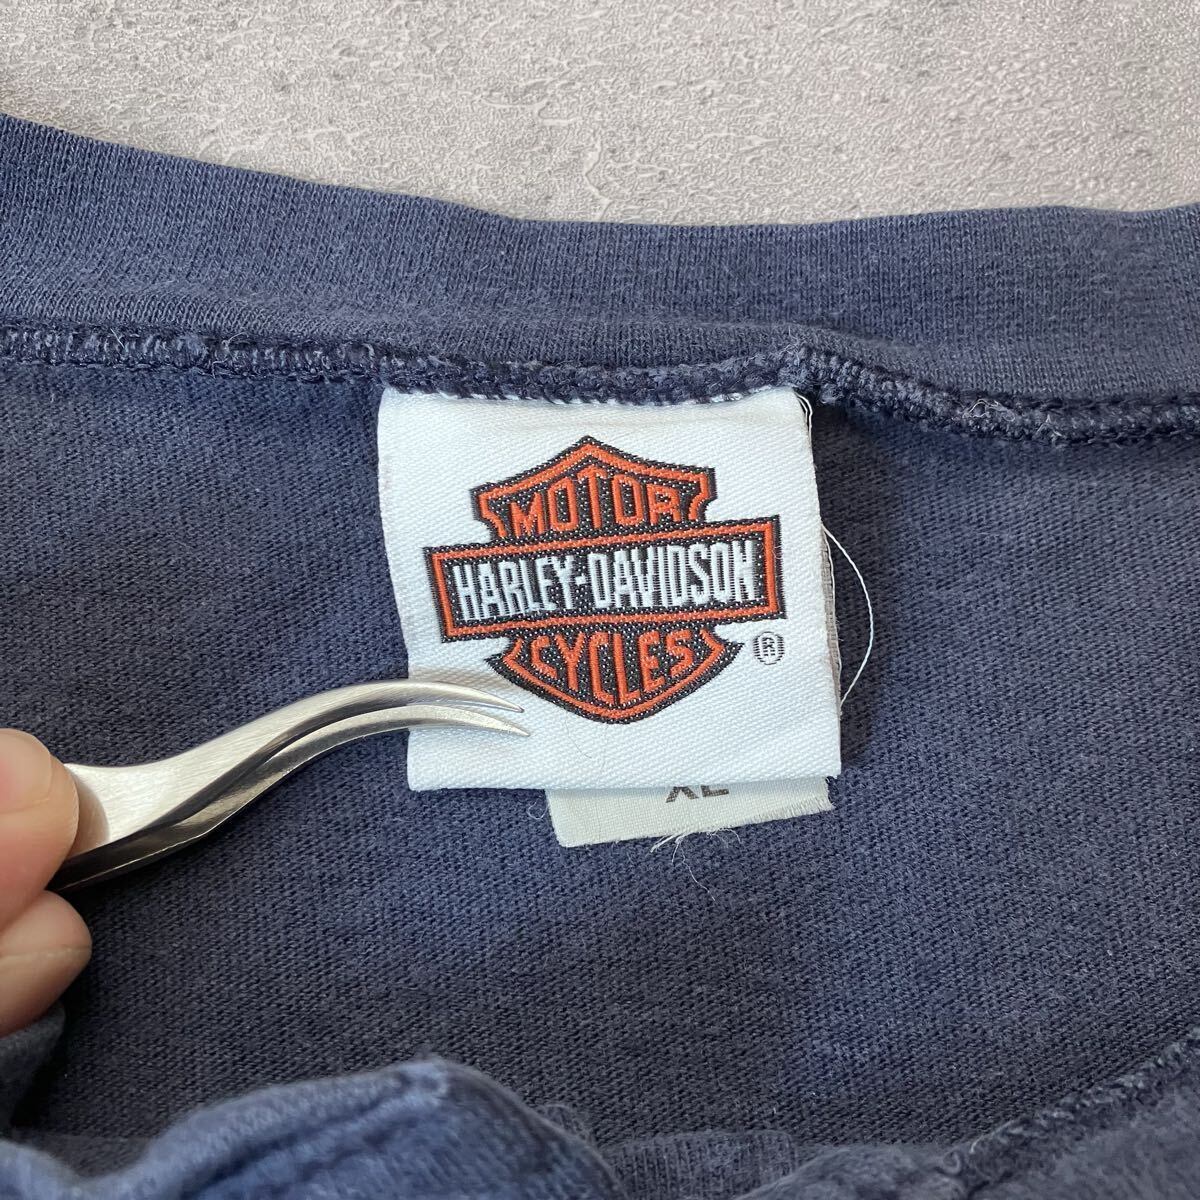 MOTOR
HARLEY-DAVIDSON
CYCLES
®
XL